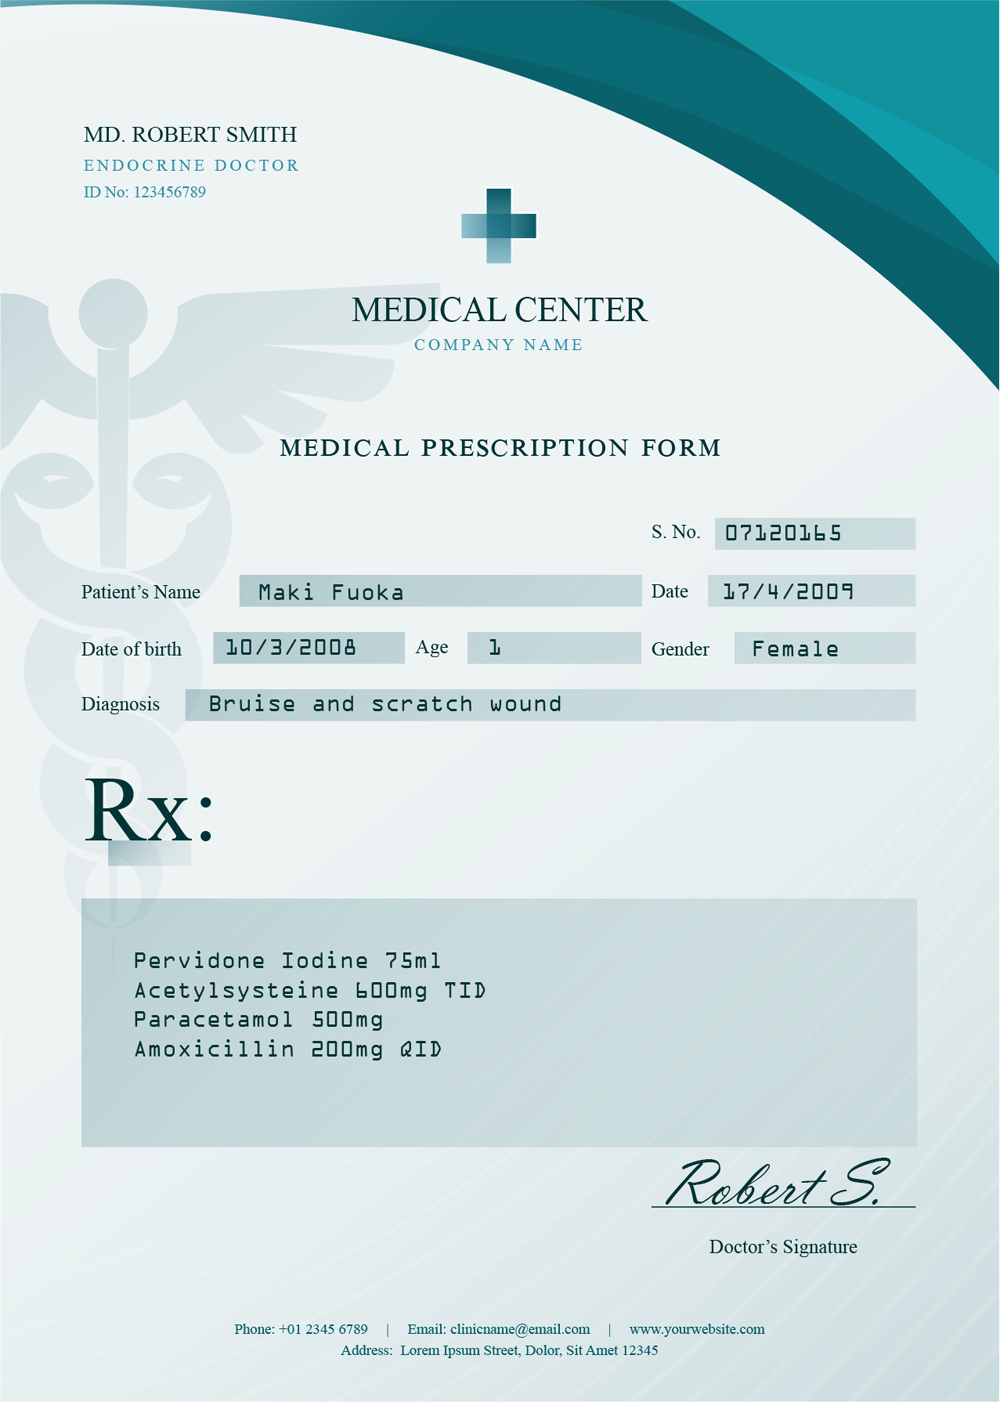 MD. ROBERT SMITH
ENDOCRINE DOCTOR
ID No: 123456789
MEDICAL CENTER
COMPANY NAME
MEDICAL PRESCRIPTION FORM
S. No. 07120165
Patient's Name Maki Fuoka Date 17/4/2009
Date of birth 10/3/2008 Age 1 Gender Female
Diagnosis Bruise and scratch wound
Rx:
Pervidone Iodine 75ml
Acetylsysteine 600mg TID
Paracetamol 500mg
Amoxicillin 200mg QID
Robert S.
Doctor's Signature
Phone: +01 2345 6789 | Email: clinicname@email.com | www.yourwebsite.com
Address: Lorem Ipsum Street, Dolor, Sit Amet 12345